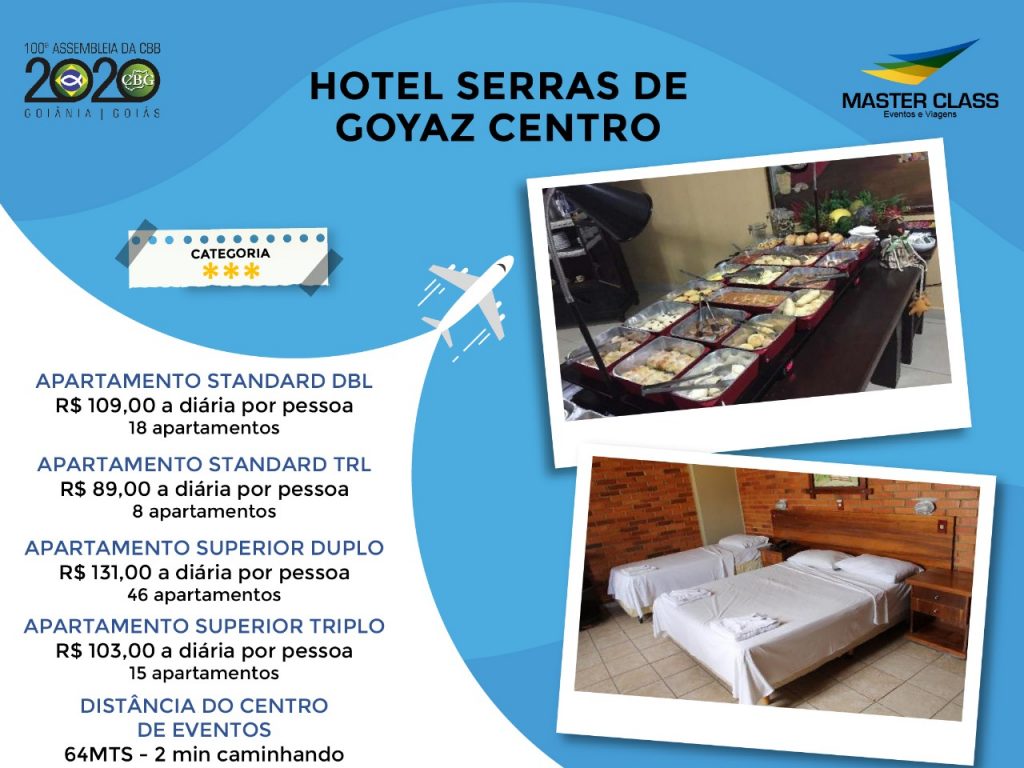 100ª ASSEMBLEIA DA CBB
2020
CBG
GOIÂNIA | GOIÁS
HOTEL SERRAS DE
GOYAZ CENTRO
MASTER CLASS
Eventos e Viagens
CATEGORIA
***
APARTAMENTO STANDARD DBL
R$ 109,00 a diária por pessoa
18 apartamentos
APARTAMENTO STANDARD TRL
R$ 89,00 a diária por pessoa
8 apartamentos
APARTAMENTO SUPERIOR DUPLO
R$ 131,00 a diária por pessoa
46 apartamentos
APARTAMENTO SUPERIOR TRIPLO
R$ 103,00 a diária por pessoa
15 apartamentos
DISTÂNCIA DO CENTRO
DE EVENTOS
64MTS - 2 min caminhando